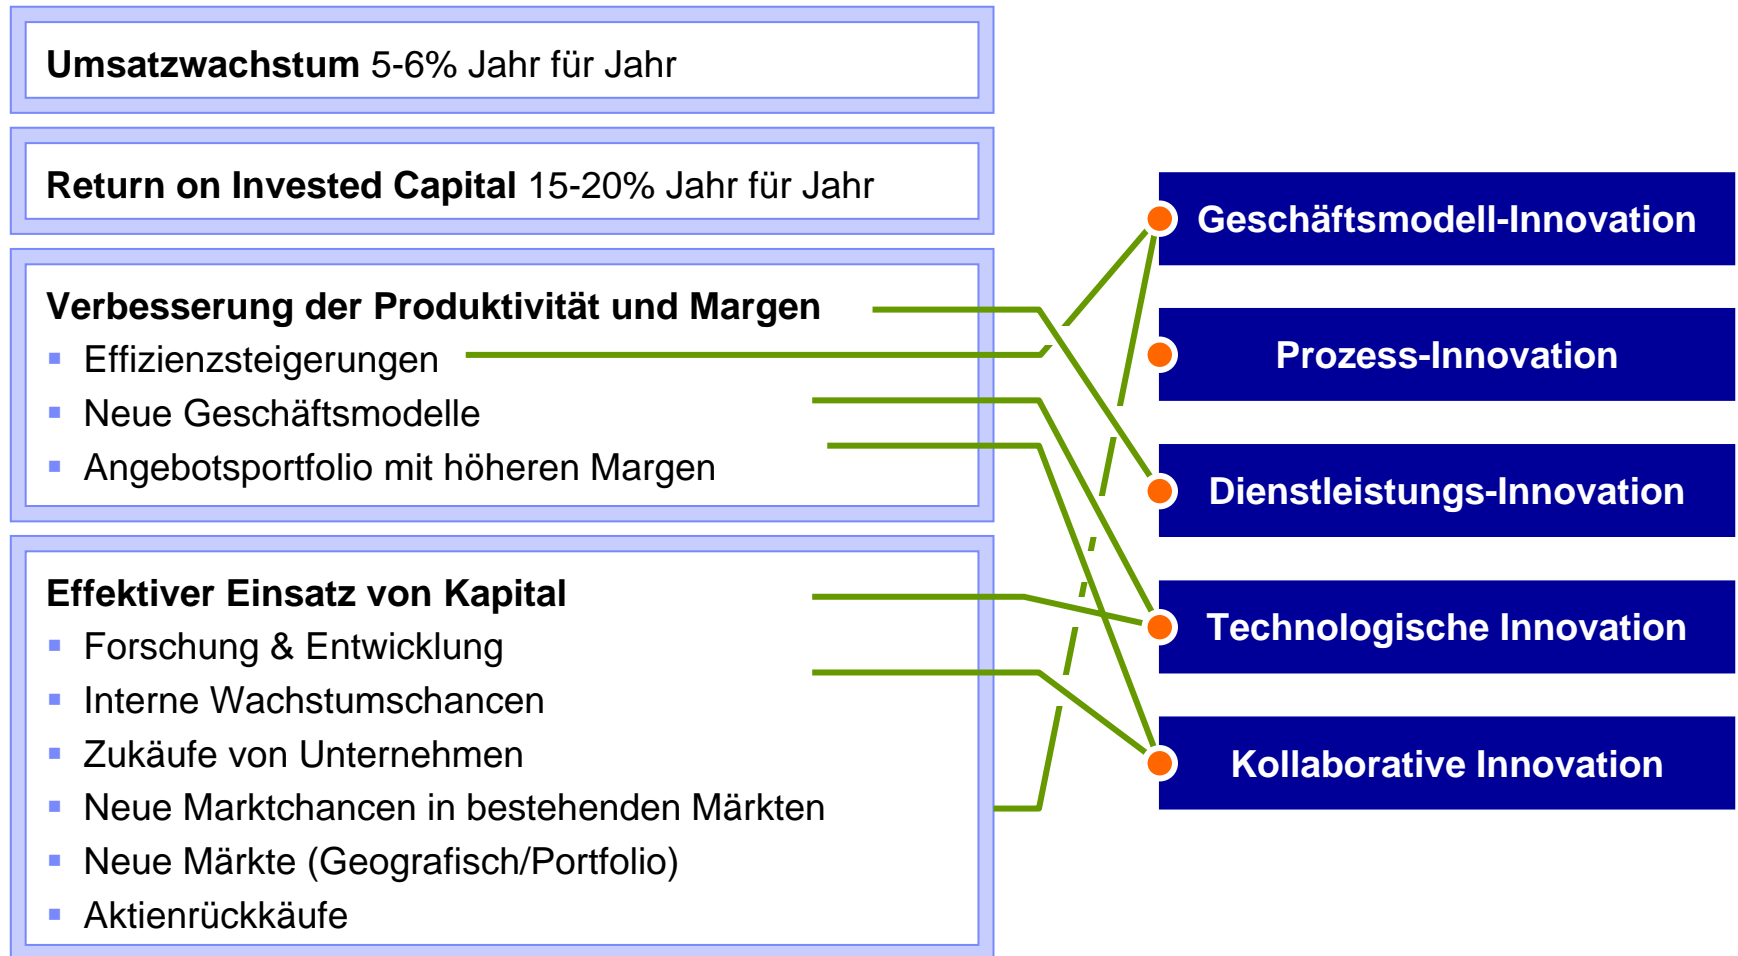 Umsatzwachstum 5-6% Jahr für Jahr
Return on Invested Capital 15-20% Jahr für Jahr
Verbesserung der Produktivität und Margen
Effizienzsteigerungen
Neue Geschäftsmodelle
Angebotsportfolio mit höheren Margen
Effektiver Einsatz von Kapital
Forschung & Entwicklung
Interne Wachstumschancen
Zukäufe von Unternehmen
Neue Marktchancen in bestehenden Märkten
Neue Märkte (Geografisch/Portfolio)
Aktienrückkäufe
Geschäftsmodell-Innovation
Prozess-Innovation
Dienstleistungs-Innovation
Technologische Innovation
Kollaborative Innovation